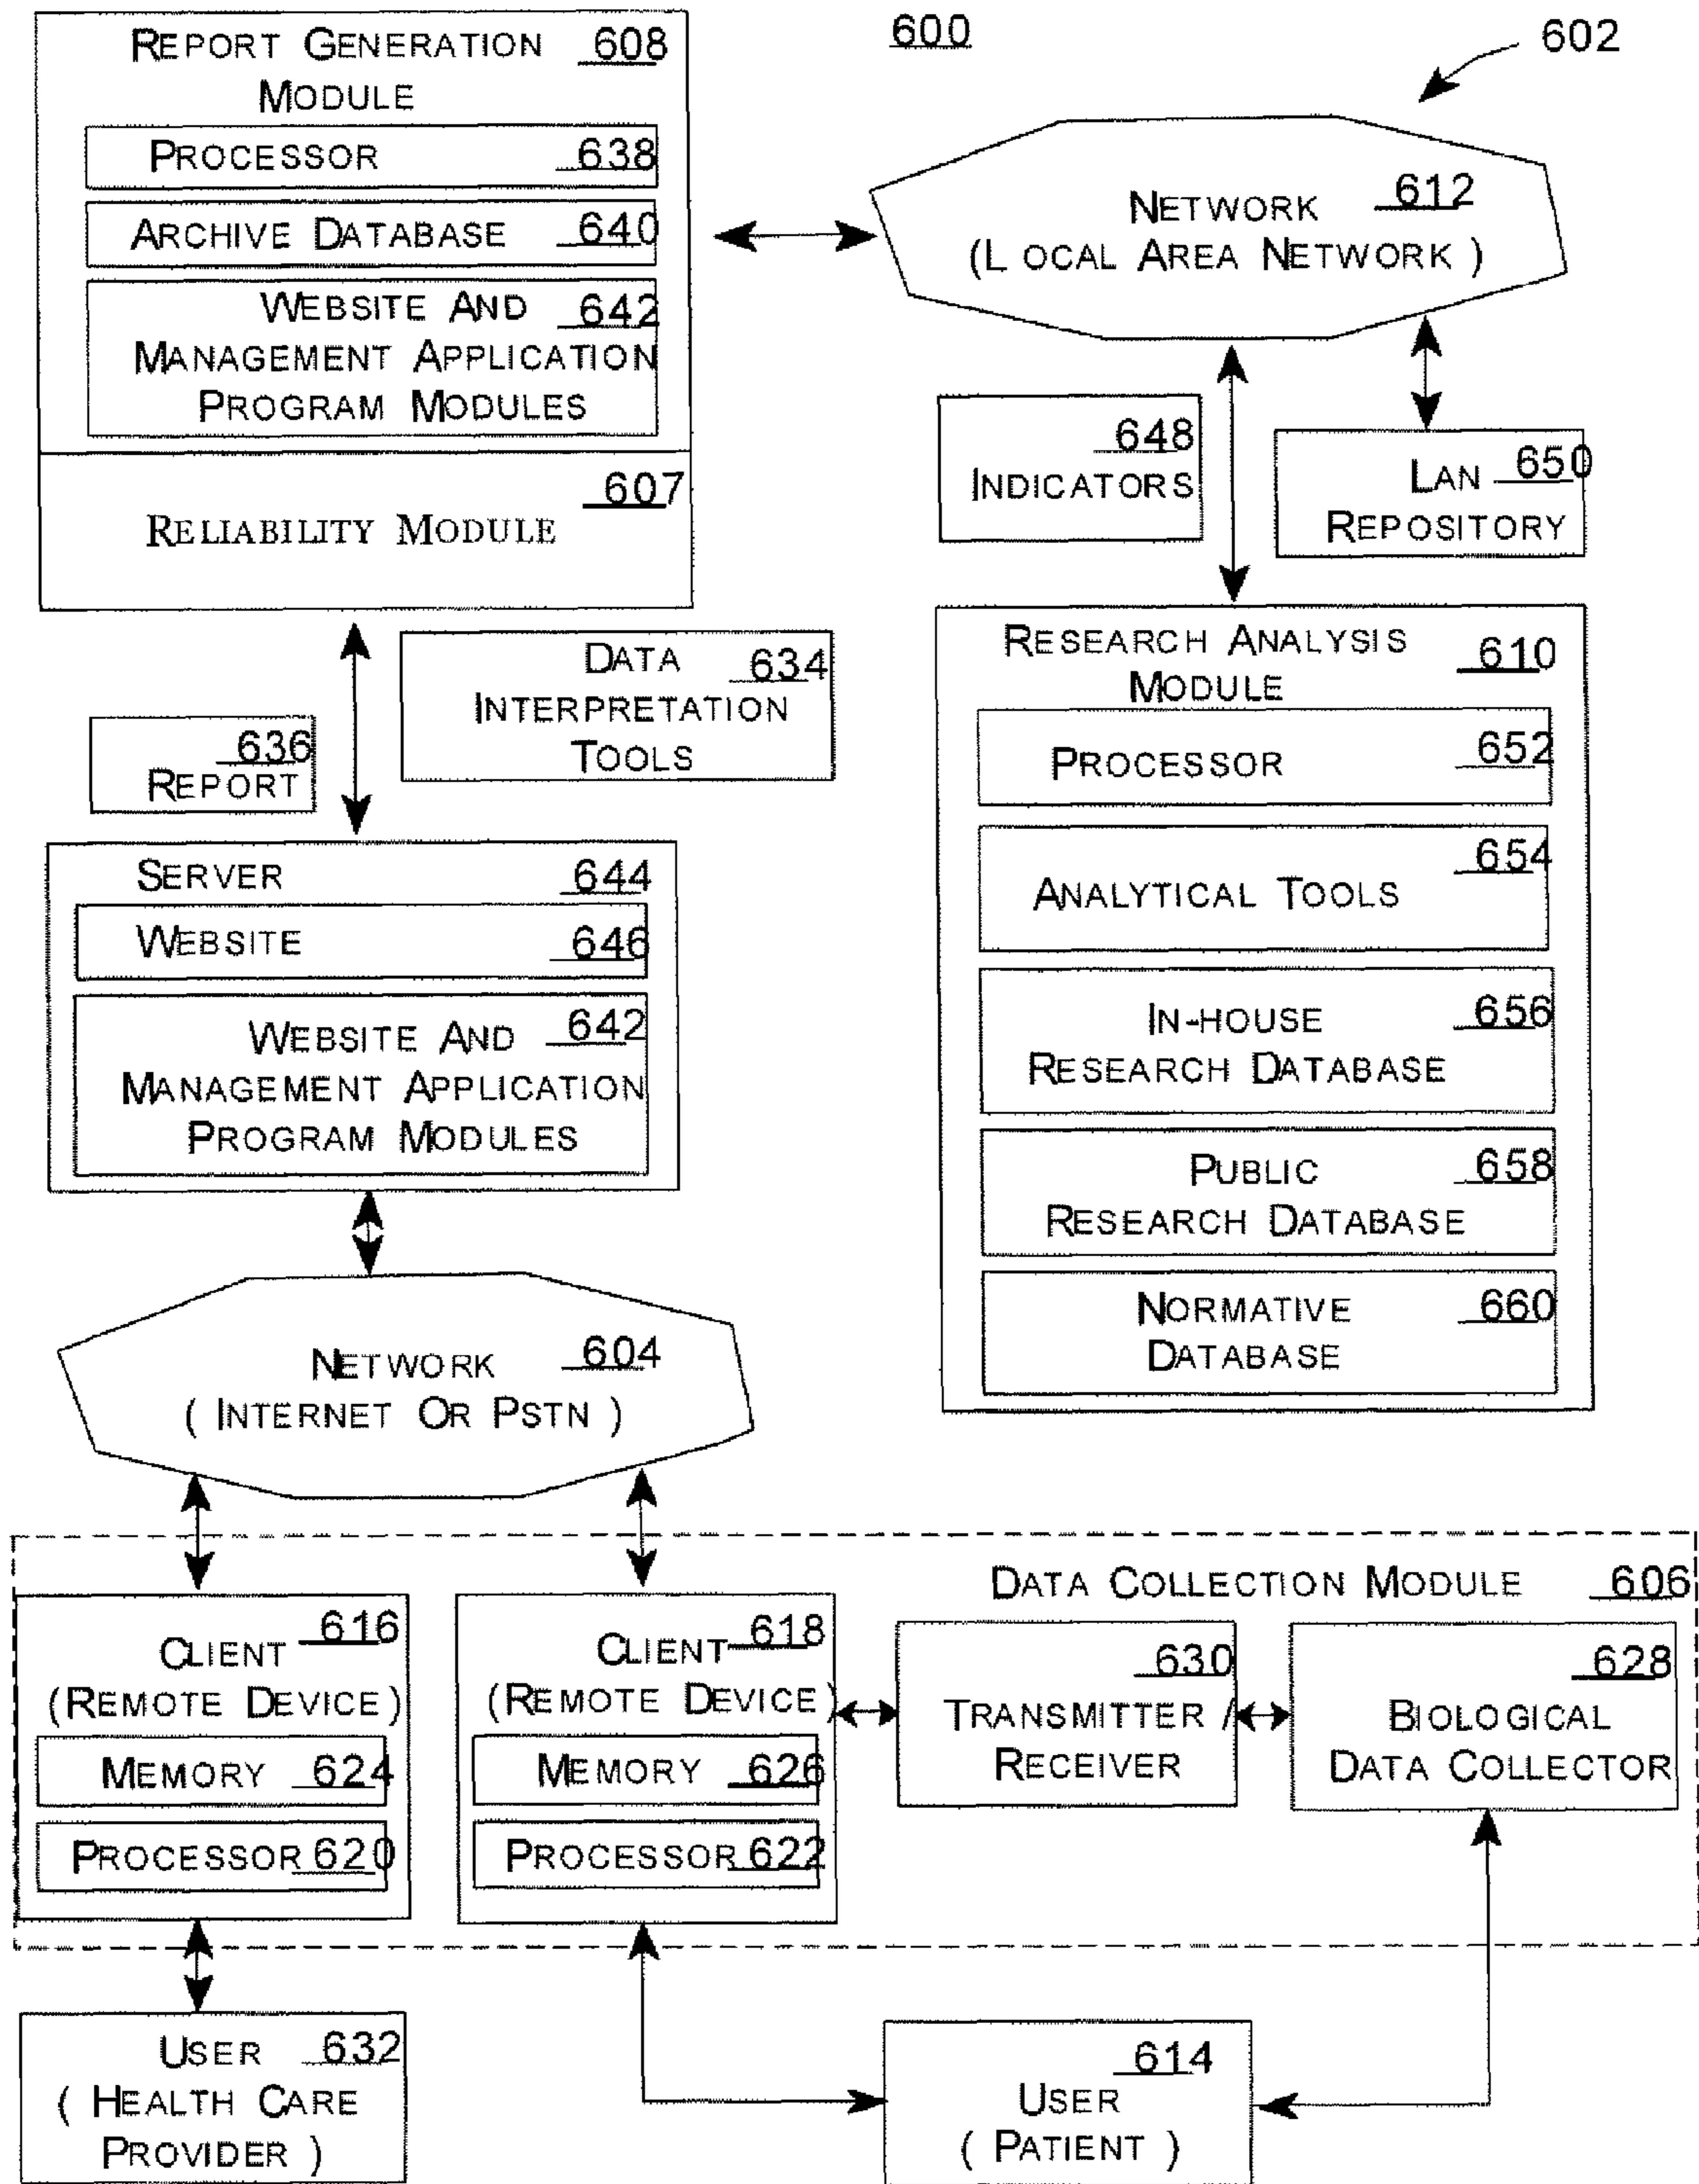 600
602
REPORT GENERATION 608
MODULE
PROCESSOR 638
ARCHIVE DATABASE 640
WEBSITE AND 642
MANAGEMENT APPLICATION
PROGRAM MODULES
607
RELIABILITY MODULE
NETWORK 612
(LOCAL AREA NETWORK )
648
INDICATORS
LAN 650
REPOSITORY
DATA 634
INTERPRETATION
TOOLS
636
REPORT
RESEARCH ANALYSIS 610
MODULE
PROCESSOR 652
654
ANALYTICAL TOOLS
IN-HOUSE 656
RESEARCH DATABASE
PUBLIC 658
RESEARCH DATABASE
NORMATIVE 660
DATABASE
SERVER 644
WEBSITE 646
WEBSITE AND 642
MANAGEMENT APPLICATION
PROGRAM MODULES
NETWORK 604
( INTERNET OR PSTN )
DATA COLLECTION MODULE 606
616
CLIENT
(REMOTE DEVICE)
MEMORY 624
PROCESSOR 620
618
CLIENT
(REMOTE DEVICE)
MEMORY 626
PROCESSOR 622
630
TRANSMITTER /
RECEIVER
628
BIOLOGICAL
DATA COLLECTOR
USER 632
( HEALTH CARE
PROVIDER )
614
USER
( PATIENT )